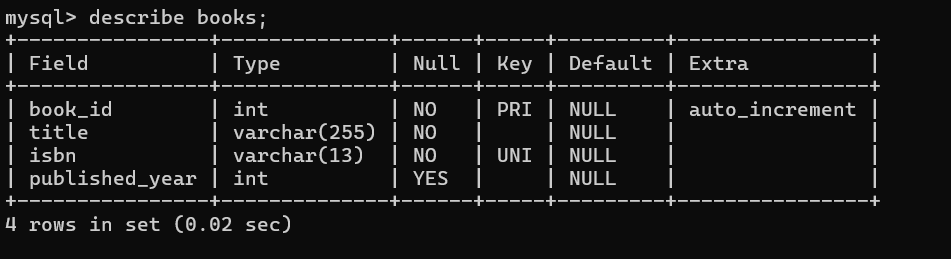 mysql> describe books;
+----------------+--------------+------+-----+---------+----------------+
| Field          | Type         | Null | Key | Default | Extra          |
+----------------+--------------+------+-----+---------+----------------+
| book_id        | int          | NO   | PRI | NULL    | auto_increment |
| title          | varchar(255) | NO   |     | NULL    |                |
| isbn           | varchar(13)  | NO   | UNI | NULL    |                |
| published_year | int          | YES  |     | NULL    |                |
+----------------+--------------+------+-----+---------+----------------+
4 rows in set (0.02 sec)